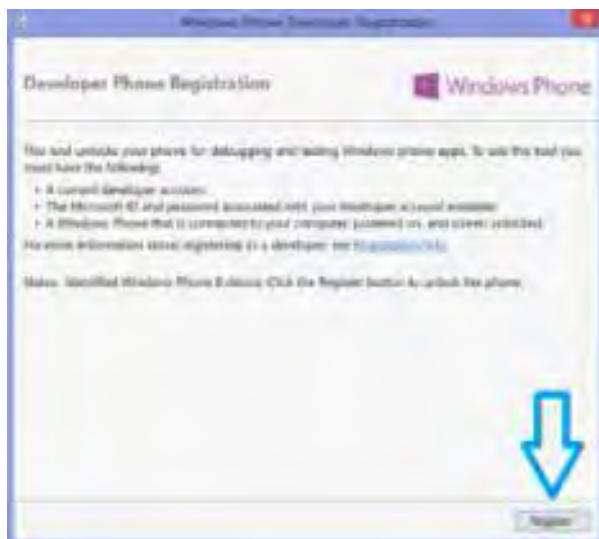 Windows Phone Developer Registration
Developer Phone Registration
Windows Phone
This tool unlocks your phone for debugging and testing Windows phone apps. To use this tool you
must have the following:
• A current developer account
• The Microsoft ID and password associated with your developer account available
• A Windows Phone that is connected to your computer, powered on, and screen unlocked
For more information about registering as a developer, see Registration Info
Status: Identified Windows Phone 8 device. Click the Register button to unlock the phone.
Register